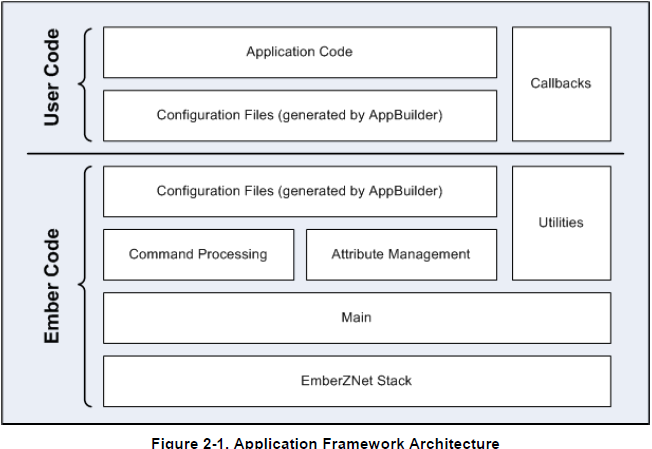 User Code
Application Code
Callbacks
Configuration Files (generated by AppBuilder)
Ember Code
Configuration Files (generated by AppBuilder)
Utilities
Command Processing
Attribute Management
Main
EmberZNet Stack
Figure 2-1. Application Framework Architecture